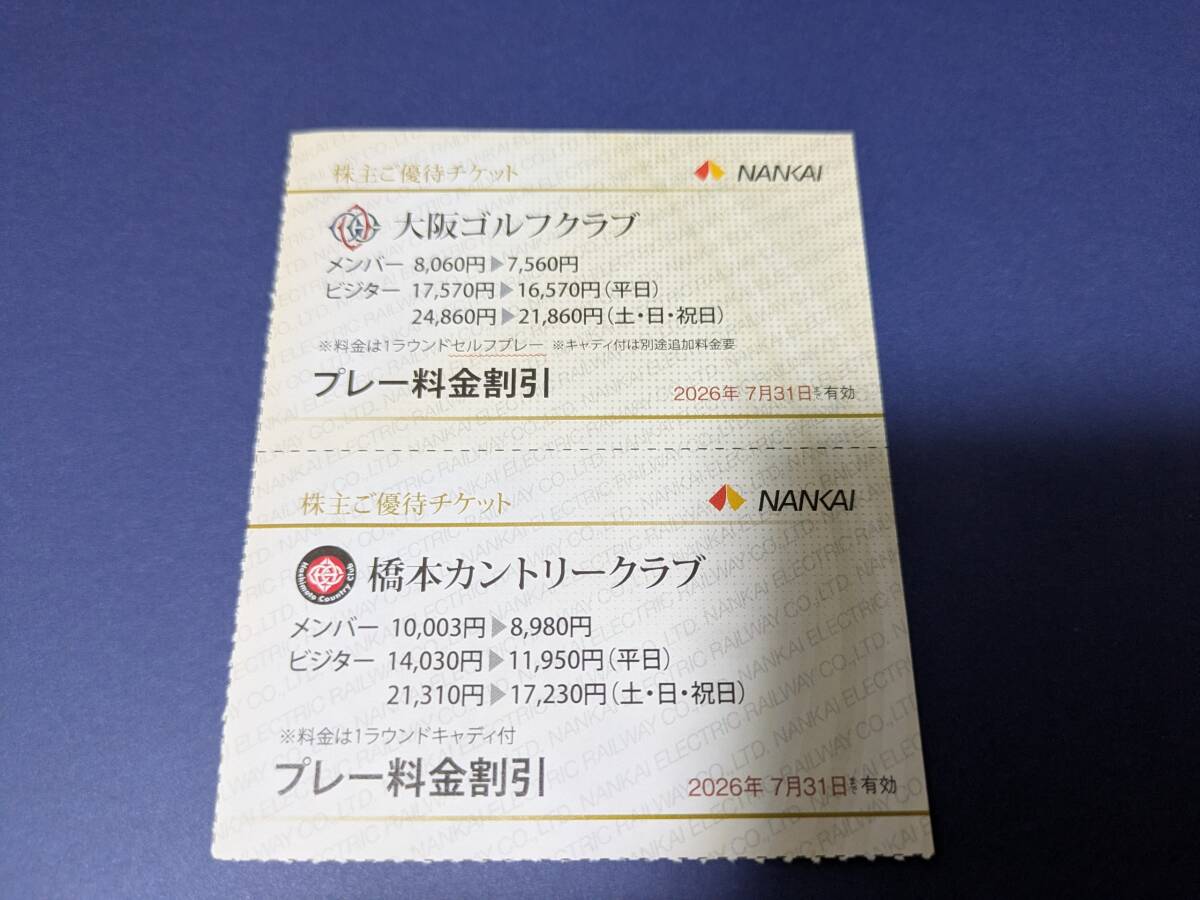 株主ご優待チケット NANKAI
大阪ゴルフクラブ
メンバー 8,060円▶7,560円
ビジター 17,570円▶16,570円(平日)
24,860円▶21,860円(土・日・祝日)
※料金は1ラウンドセルフプレー ※キャディ付は別途追加料金要
プレー料金割引 2026年 7月31日まで有効
株主ご優待チケット NANKAI
Hashimoto Country Club
橋本カントリークラブ
メンバー 10,003円▶8,980円
ビジター 14,030円▶11,950円(平日)
21,310円▶17,230円(土・日・祝日)
※料金は1ラウンドキャディ付
プレー料金割引 2026年 7月31日まで有効